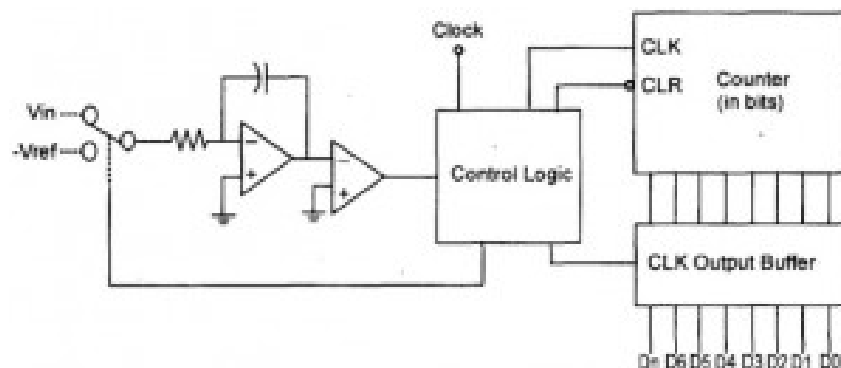 Clock
CLK
CLR
Counter
(in bits)
Vin
-Vref
−
+
−
+
Control Logic
CLK Output Buffer
Dn D6 D5 D4 D3 D2 D1 D0